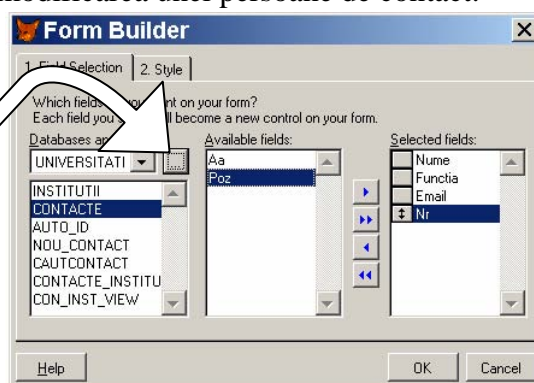 modificarea unei persoane de contact.
Form Builder
1. Field Selection
2. Style
Which fields on your form?
Each field you become a new control on your form.
Databases
Available fields:
Selected fields:
UNIVERSITATI
...
INSTITUTII
CONTACTE
AUTO_ID
NOU_CONTACT
CAUTCONTACT
CONTACTE_INSTITU
CON_INST_VIEW
Aa
Poz
Nume
Functia
Email
Nr
Help
OK
Cancel